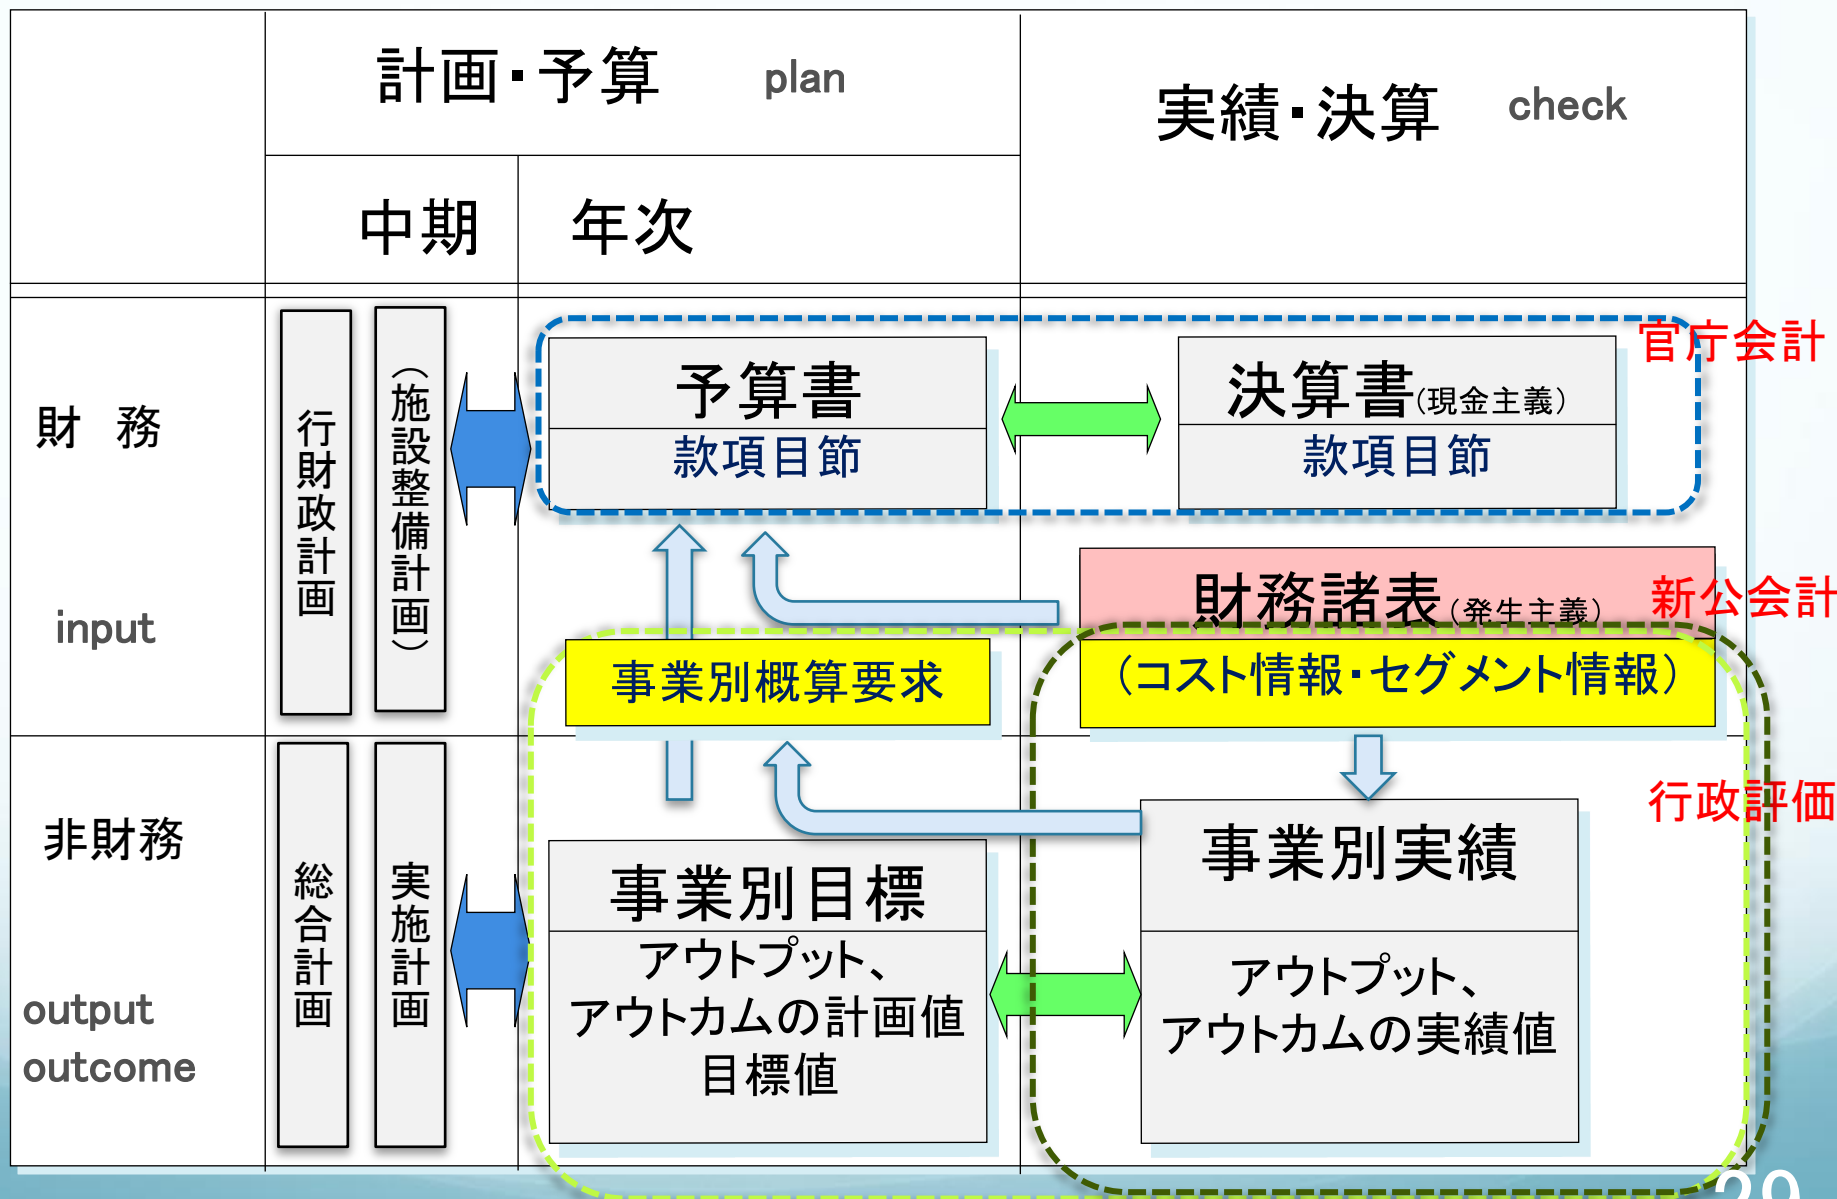 計画・予算 plan
実績・決算 check
中期
年次
財 務
input
行財政計画
（施設整備計画）
予算書
款項目節
決算書(現金主義）
款項目節
官庁会計
財務諸表（発生主義）
新公会計
事業別概算要求
（コスト情報・セグメント情報）
非財務
output
outcome
総合計画
実施計画
事業別目標
アウトプット、
アウトカムの計画値
目標値
事業別実績
アウトプット、
アウトカムの実績値
行政評価
20